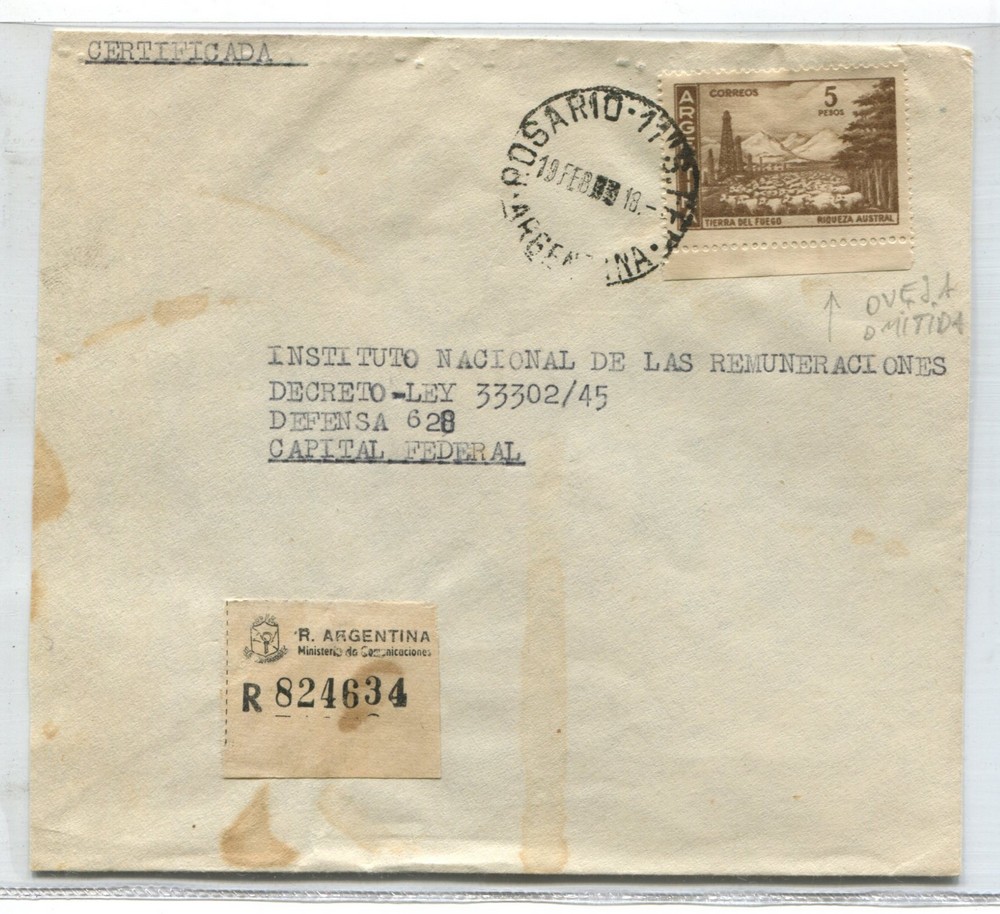 CERTIFICADA
ROSARIO
19 FEB 18.-
ARGENTINA
CORREOS
5
PESOS
TIERRA DEL FUEGO RIQUEZA AUSTRAL
OVEJA
OMITIDA
INSTITUTO NACIONAL DE LAS REMUNERACIONES
DECRETO-LEY 33302/45
DEFENSA 628
CAPITAL FEDERAL
R. ARGENTINA
Ministerio de Comunicaciones
R 824634